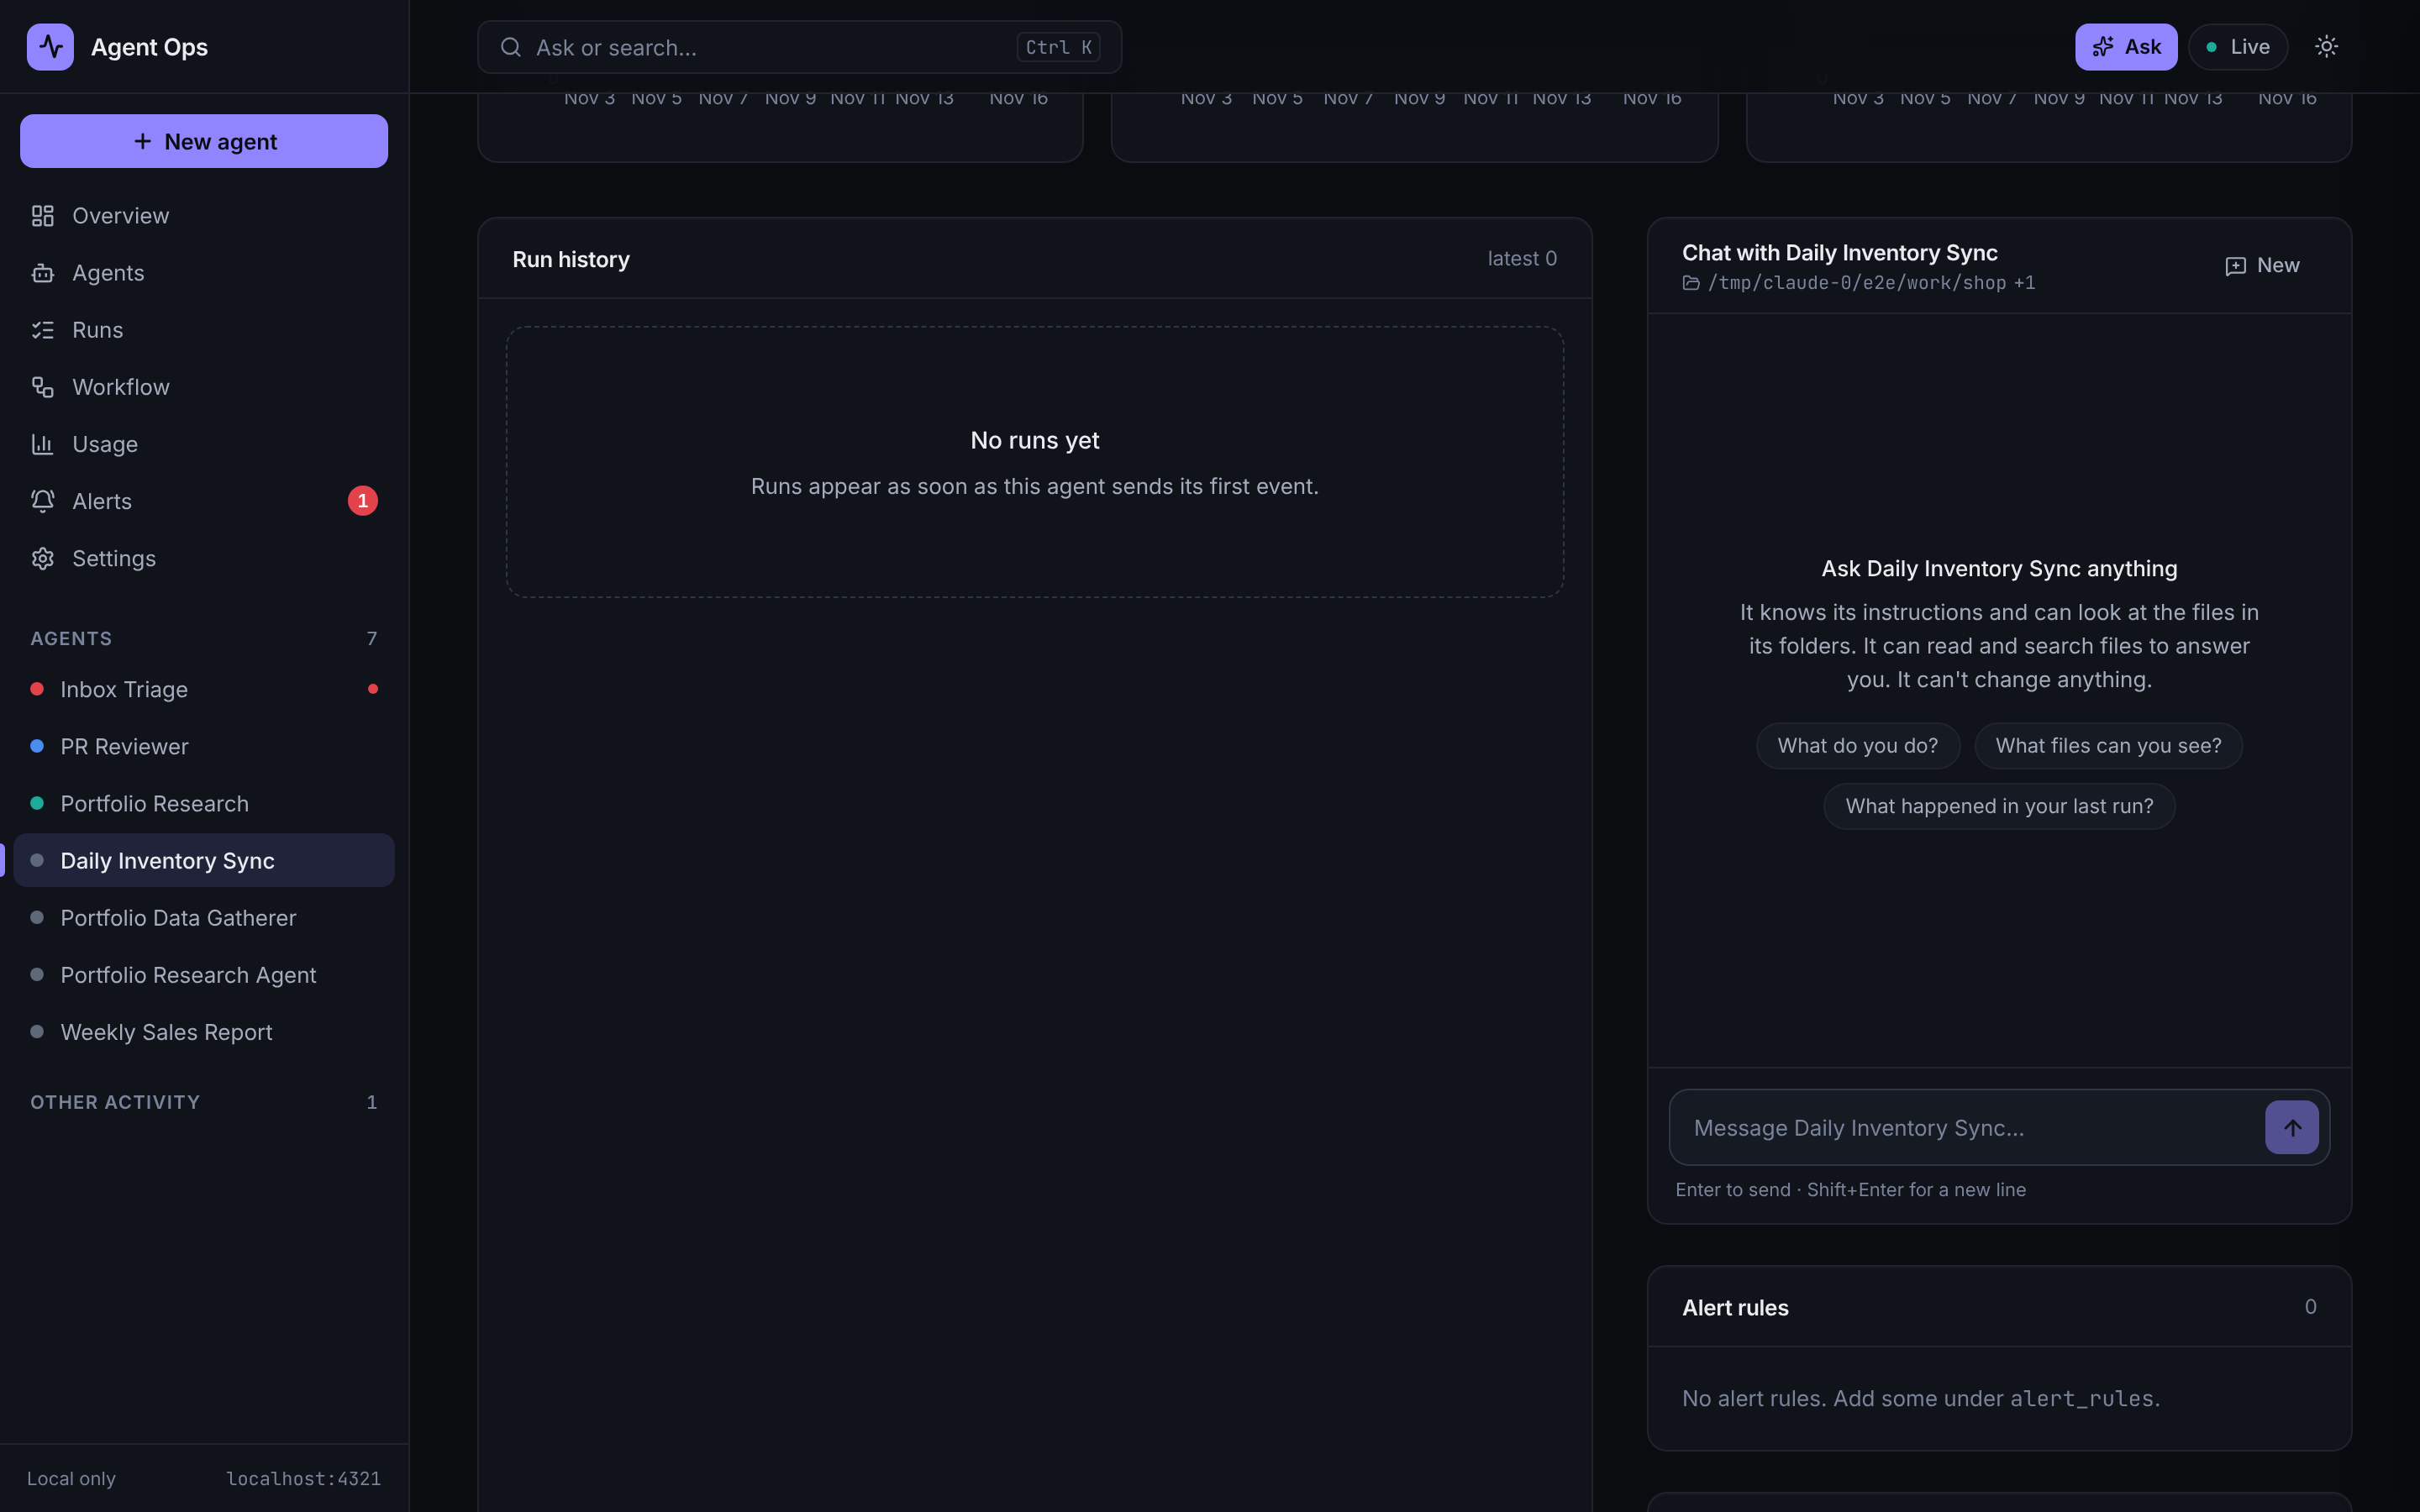 Agent Ops
Ask or search...
Ctrl K
Ask
Live
New agent
Overview
Agents
Runs
Workflow
Usage
Alerts
1
Settings
AGENTS
7
Inbox Triage
PR Reviewer
Portfolio Research
Daily Inventory Sync
Portfolio Data Gatherer
Portfolio Research Agent
Weekly Sales Report
OTHER ACTIVITY
1
Local only
localhost:4321
Nov 3 Nov 5 Nov 7 Nov 9 Nov 11 Nov 13 Nov 16
Nov 3 Nov 5 Nov 7 Nov 9 Nov 11 Nov 13 Nov 16
Nov 3 Nov 5 Nov 7 Nov 9 Nov 11 Nov 13 Nov 16
Run history
latest 0
No runs yet
Runs appear as soon as this agent sends its first event.
Chat with Daily Inventory Sync
/tmp/claude-0/e2e/work/shop +1
New
Ask Daily Inventory Sync anything
It knows its instructions and can look at the files in
its folders. It can read and search files to answer
you. It can't change anything.
What do you do?
What files can you see?
What happened in your last run?
Message Daily Inventory Sync...
Enter to send · Shift+Enter for a new line
Alert rules
0
No alert rules. Add some under alert_rules.